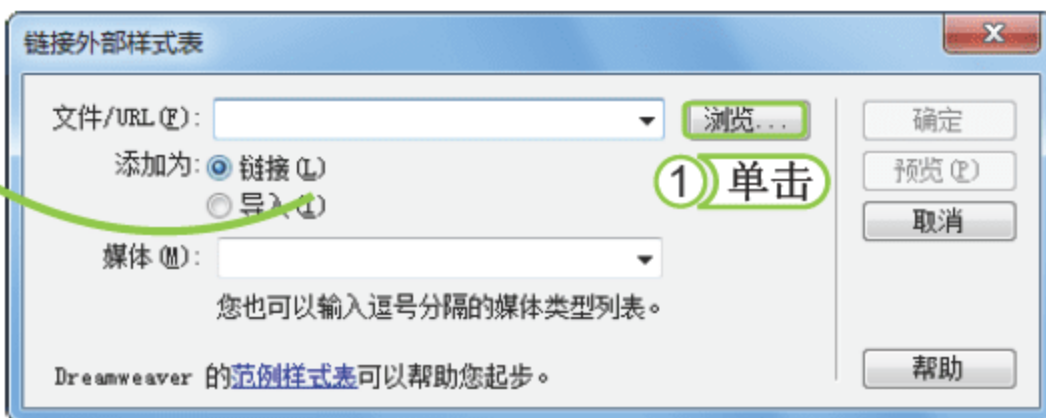 链接外部样式表
文件/URL(F): 浏览... 确定
添加为: 链接(L) ① 单击 预览(P)
导入(I) 取消
媒体(M):
您也可以输入逗号分隔的媒体类型列表。
Dreamweaver 的范例样式表可以帮助您起步。 帮助